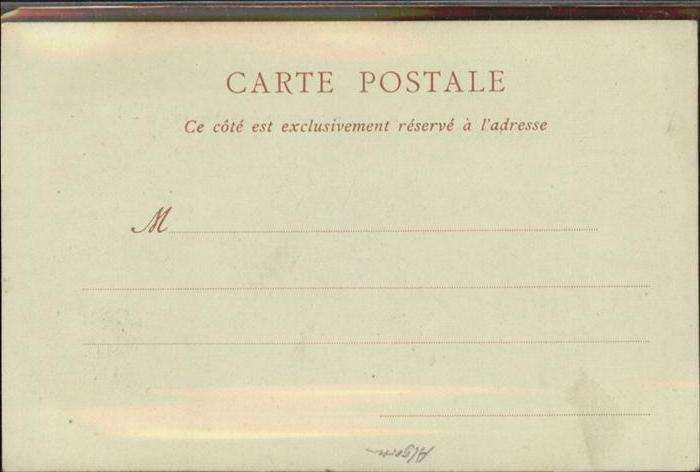 CARTE POSTALE
Ce côté est exclusivement réservé à l'adresse
M